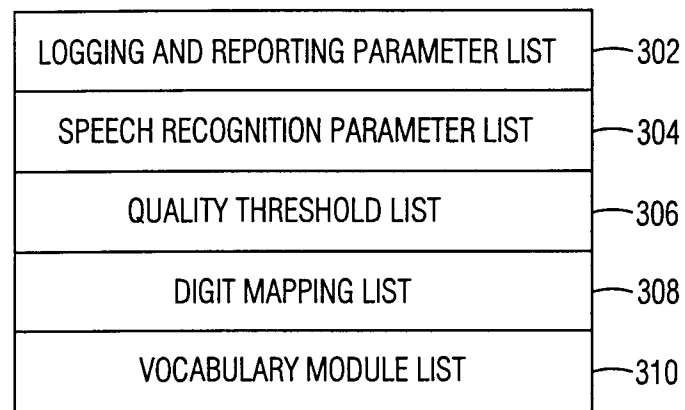 LOGGING AND REPORTING PARAMETER LIST 302
SPEECH RECOGNITION PARAMETER LIST 304
QUALITY THRESHOLD LIST 306
DIGIT MAPPING LIST 308
VOCABULARY MODULE LIST 310